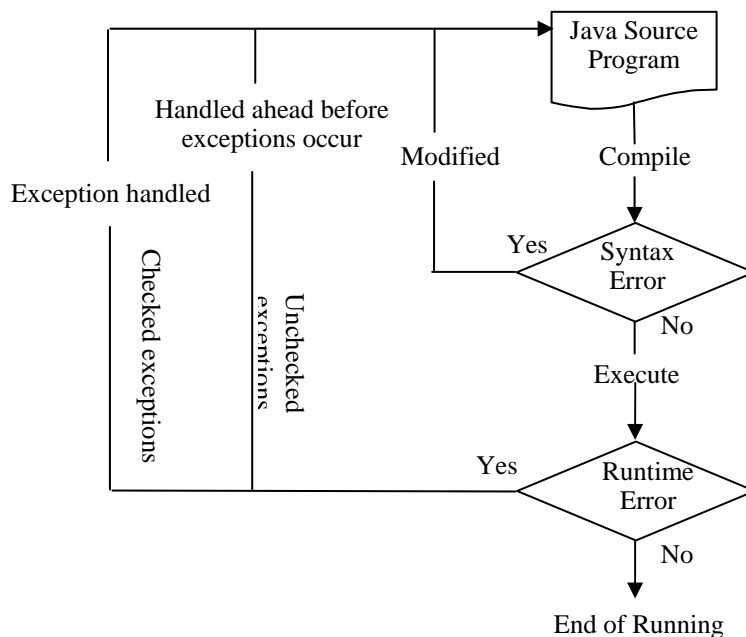 Java Source
Program
Handled ahead before
exceptions occur
Modified
Compile
Exception handled
Yes
Syntax
Error
Checked exceptions
Unchecked
exceptions
No
Execute
Yes
Runtime
Error
No
End of Running